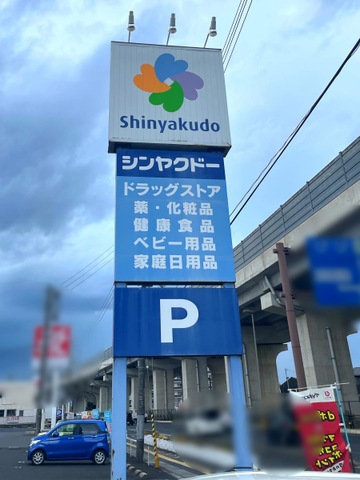 Shinyakudo
シンヤクドー
ドラッグストア
薬・化粧品
健康食品
ベビー用品
家庭日用品
P